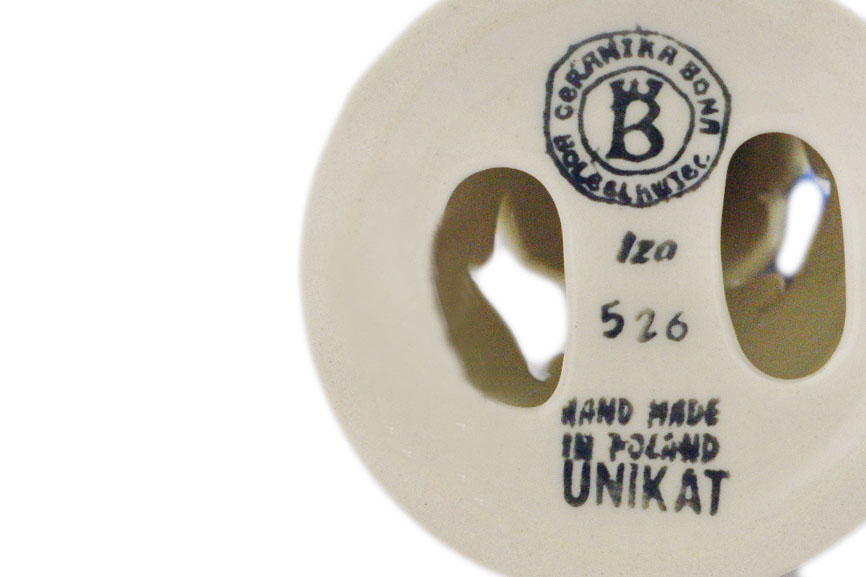 CERAMIKA BONA
B
Iza
526
HAND MADE
IN POLAND
UNIKAT